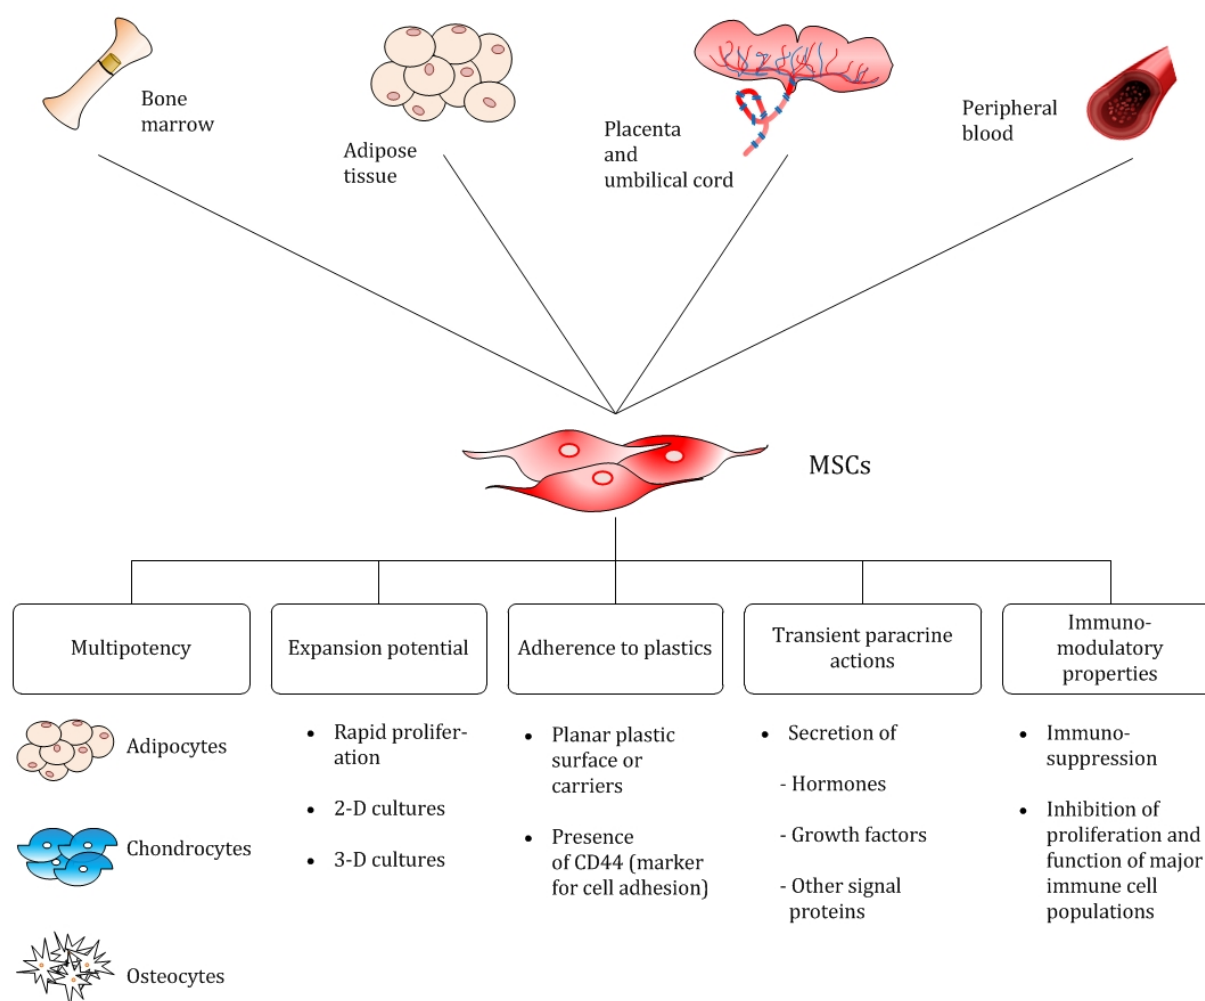 Bone
marrow
Adipose
tissue
Placenta
and
umbilical cord
Peripheral
blood
MSCs
Multipotency
Expansion potential
Adherence to plastics
Transient paracrine
actions
Immuno-
modulatory
properties
Adipocytes
Chondrocytes
Osteocytes
• Rapid prolifer-
ation
• 2-D cultures
• 3-D cultures
• Planar plastic
surface or
carriers
• Presence
of CD44 (marker
for cell adhesion)
• Secretion of
- Hormones
- Growth factors
- Other signal
proteins
• Immuno-
suppression
• Inhibition of
proliferation and
function of major
immune cell
populations